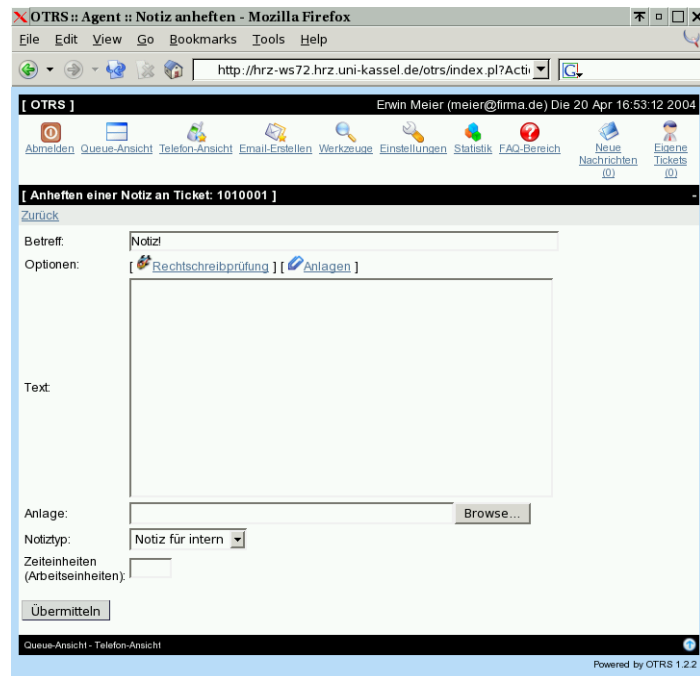 OTRS :: Agent :: Notiz anheften - Mozilla Firefox
File Edit View Go Bookmarks Tools Help
http://hrz-ws72.hrz.uni-kassel.de/otrs/index.pl?Acti
[ OTRS ] Erwin Meier (meier@firma.de) Die 20 Apr 16:53:12 2004
Abmelden Queue-Ansicht Telefon-Ansicht Email-Erstellen Werkzeuge Einstellungen Statistik FAQ-Bereich Neue Nachrichten (0) Eigene Tickets (0)
[ Anheften einer Notiz an Ticket: 1010001 ] -
Zurück
Betreff: Notiz!
Optionen: [ Rechtschreibprüfung ] [ Anlagen ]
Text:
Anlage: Browse...
Notiztyp: Notiz für intern
Zeiteinheiten
(Arbeitseinheiten):
Übermitteln
Queue-Ansicht - Telefon-Ansicht
Powered by OTRS 1.2.2